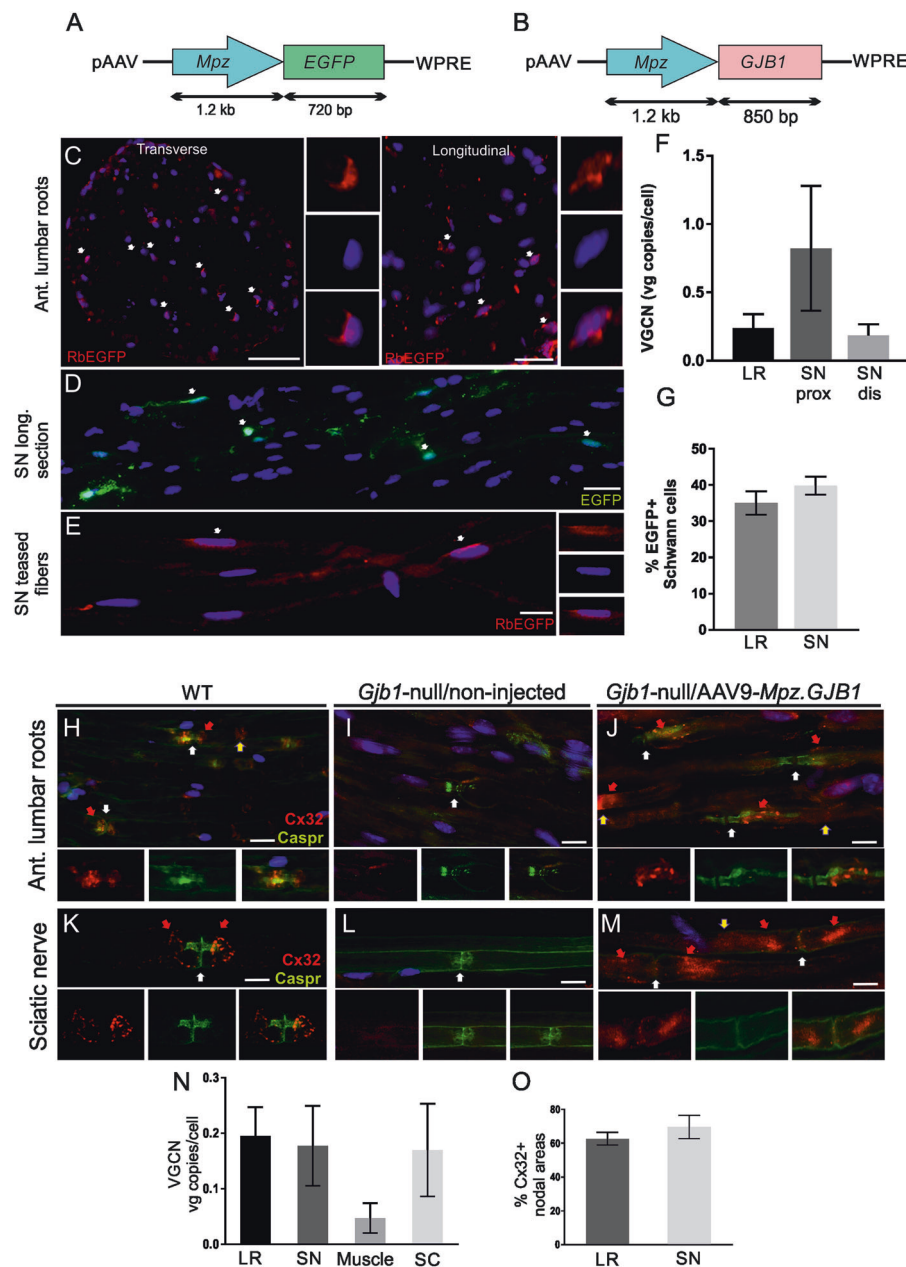 A
pAAV
Mpz
EGFP
WPRE
1.2 kb
720 bp
B
pAAV
Mpz
GJB1
WPRE
1.2 kb
850 bp
C
Ant. lumbar roots
Transverse
RbEGFP
Longitudinal
RbEGFP
D
SN long.
section
EGFP
E
SN teased
fibers
RbEGFP
F
VGCN (vg copies/cell)
1.5
1.0
0.5
0.0
LR
SN
prox
SN
dis
G
% EGFP+
Schwann cells
50
40
30
20
10
0
LR
SN
WT
Gjb1-null/non-injected
Gjb1-null/AAV9-Mpz.GJB1
Ant. lumbar roots
H
Cx32
Caspr
I
J
Sciatic nerve
K
Cx32
Caspr
L
M
N
VGCN
vg copies/cell
0.3
0.2
0.1
0.0
LR
SN
Muscle
SC
O
% Cx32+
nodal areas
80
60
40
20
0
LR
SN